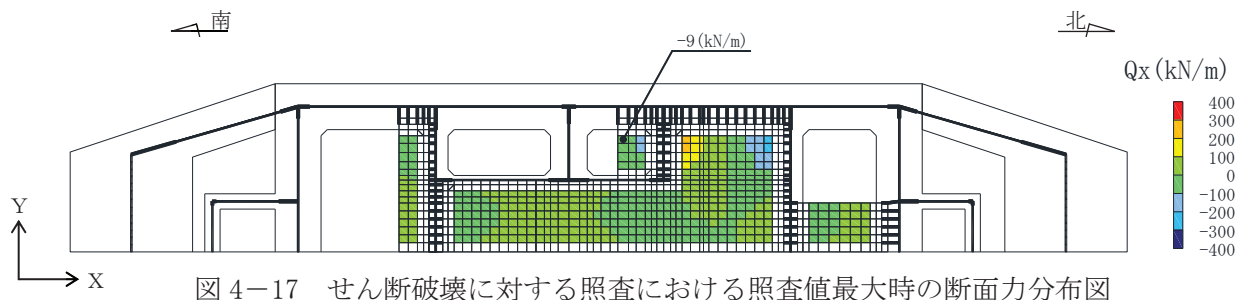 南
北
-9(kN/m)
Qx(kN/m)
400
300
200
100
0
-100
-200
-300
-400
Y
X
図 4－17　せん断破壊に対する照査における照査値最大時の断面力分布図